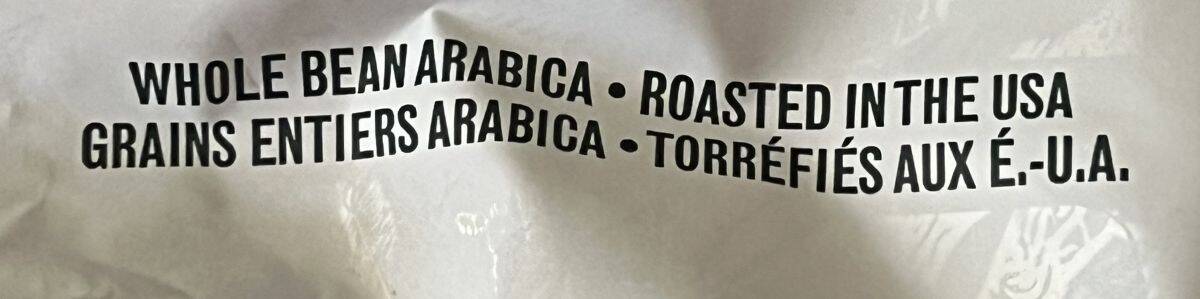 WHOLE BEAN ARABICA • ROASTED IN THE USA
GRAINS ENTIERS ARABICA • TORRÉFIÉS AUX É.-U.A.